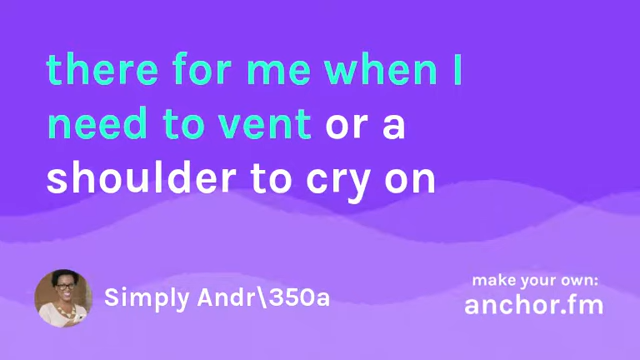 there for me when I
need to vent or a
shoulder to cry on
Simply Andr\350a
make your own:
anchor.fm